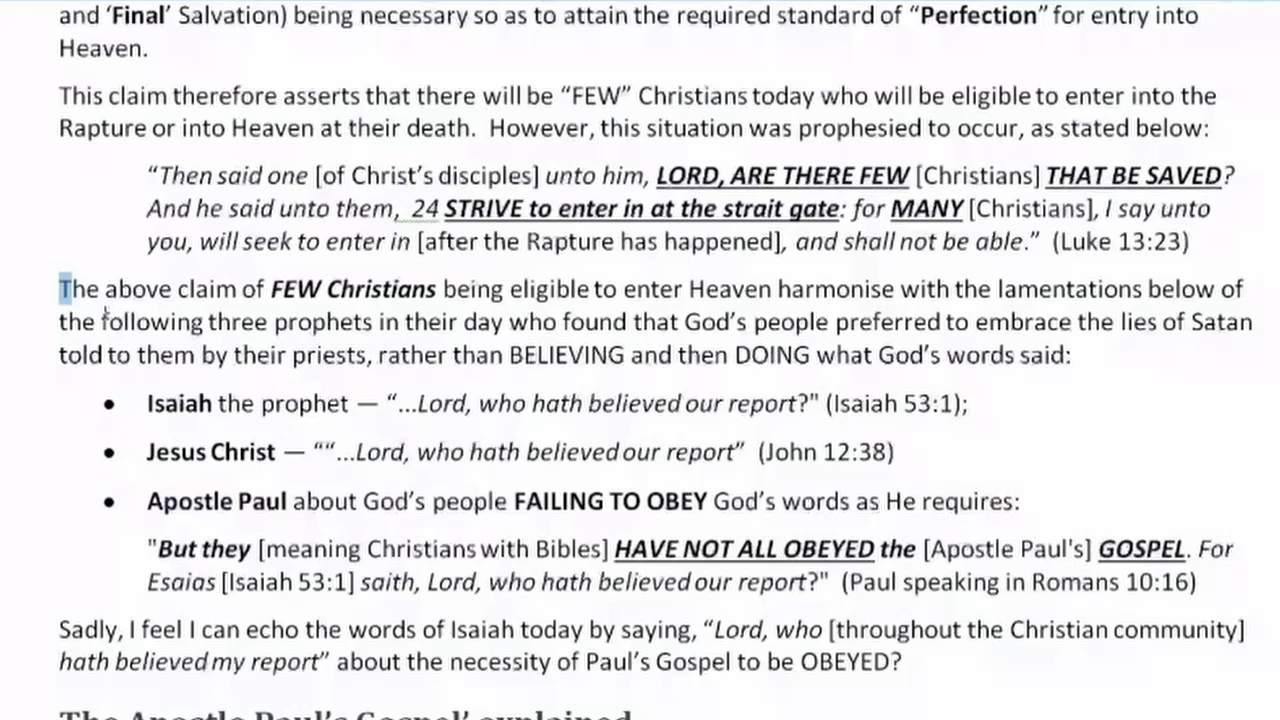 and ‘Final’ Salvation) being necessary so as to attain the required standard of “Perfection” for entry into
Heaven.
This claim therefore asserts that there will be “FEW” Christians today who will be eligible to enter into the
Rapture or into Heaven at their death.  However, this situation was prophesied to occur, as stated below:
“Then said one [of Christ’s disciples] unto him, LORD, ARE THERE FEW [Christians] THAT BE SAVED?
And he said unto them,  24 STRIVE to enter in at the strait gate: for MANY [Christians], I say unto
you, will seek to enter in [after the Rapture has happened], and shall not be able.”  (Luke 13:23)
The above claim of FEW Christians being eligible to enter Heaven harmonise with the lamentations below of
the following three prophets in their day who found that God’s people preferred to embrace the lies of Satan
told to them by their priests, rather than BELIEVING and then DOING what God’s words said:
• Isaiah the prophet — “…Lord, who hath believed our report?" (Isaiah 53:1);
• Jesus Christ — ““…Lord, who hath believed our report”  (John 12:38)
• Apostle Paul about God’s people FAILING TO OBEY God’s words as He requires:
"But they [meaning Christians with Bibles] HAVE NOT ALL OBEYED the [Apostle Paul's] GOSPEL. For
Esaias [Isaiah 53:1] saith, Lord, who hath believed our report?"  (Paul speaking in Romans 10:16)
Sadly, I feel I can echo the words of Isaiah today by saying, “Lord, who [throughout the Christian community]
hath believed my report” about the necessity of Paul’s Gospel to be OBEYED?
The Apostle Paul’s Gospel’ explained